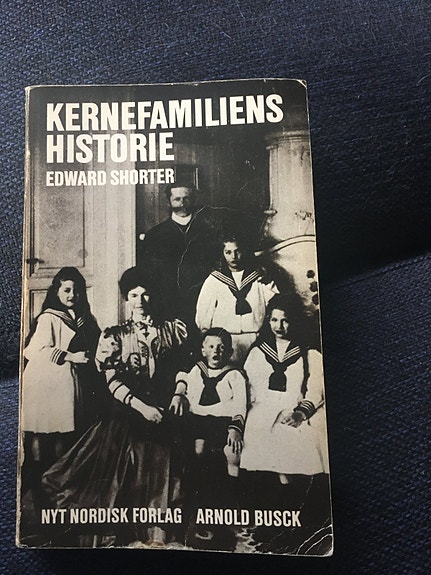 KERNEFAMILIENS
HISTORIE
EDWARD SHORTER
NYT NORDISK FORLAG ARNOLD BUSCK